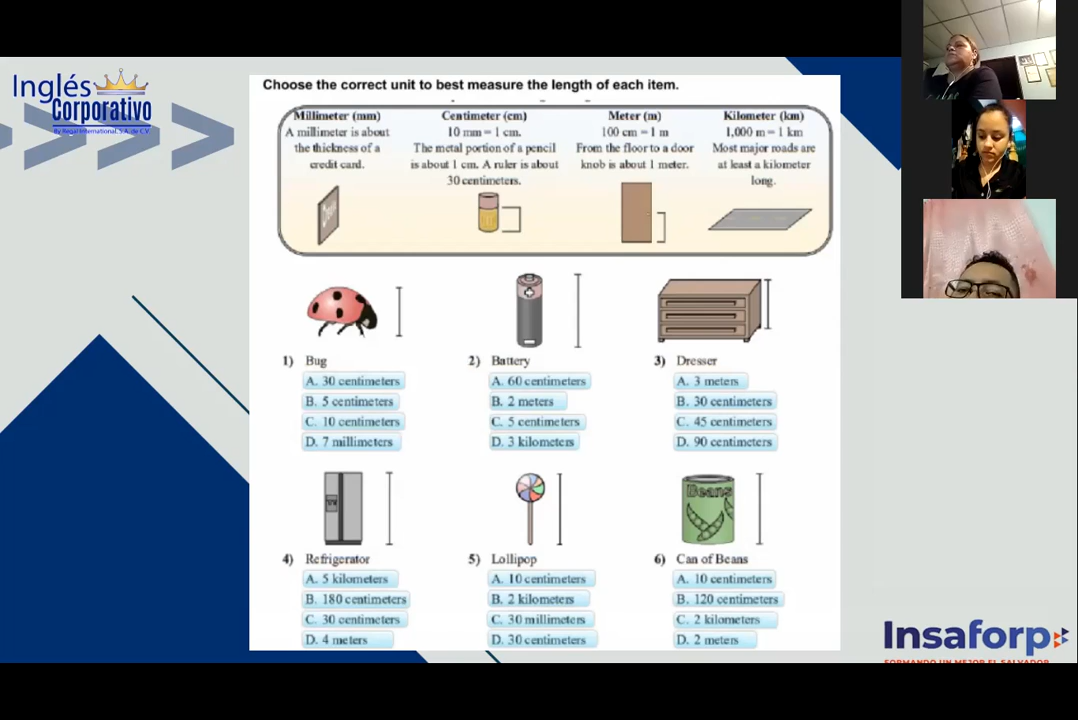 Inglés
Corporativo
By Regal International, S.A. de C.V.
Choose the correct unit to best measure the length of each item.
Millimeter (mm)
A millimeter is about
the thickness of a
credit card.
Centimeter (cm)
10 mm = 1 cm.
The metal portion of a pencil
is about 1 cm. A ruler is about
30 centimeters.
Meter (m)
100 cm = 1 m
From the floor to a door
knob is about 1 meter.
Kilometer (km)
1,000 m = 1 km
Most major roads are
at least a kilometer
long.
1) Bug
A. 30 centimeters
B. 5 centimeters
C. 10 centimeters
D. 7 millimeters
2) Battery
A. 60 centimeters
B. 2 meters
C. 5 centimeters
D. 3 kilometers
3) Dresser
A. 3 meters
B. 30 centimeters
C. 45 centimeters
D. 90 centimeters
4) Refrigerator
A. 5 kilometers
B. 180 centimeters
C. 30 centimeters
D. 4 meters
5) Lollipop
A. 10 centimeters
B. 2 kilometers
C. 30 millimeters
D. 30 centimeters
Beans
6) Can of Beans
A. 10 centimeters
B. 120 centimeters
C. 2 kilometers
D. 2 meters
Insaforp
FORMANDO UN MEJOR EL SALVADOR